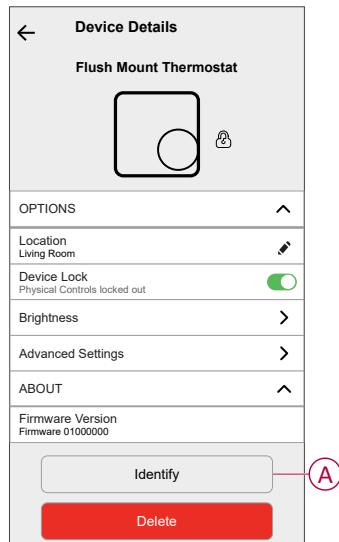 Device Details
Flush Mount Thermostat
OPTIONS
Location
Living Room
Device Lock
Physical Controls locked out
Brightness
Advanced Settings
ABOUT
Firmware Version
Firmware 01000000
Identify
A
Delete